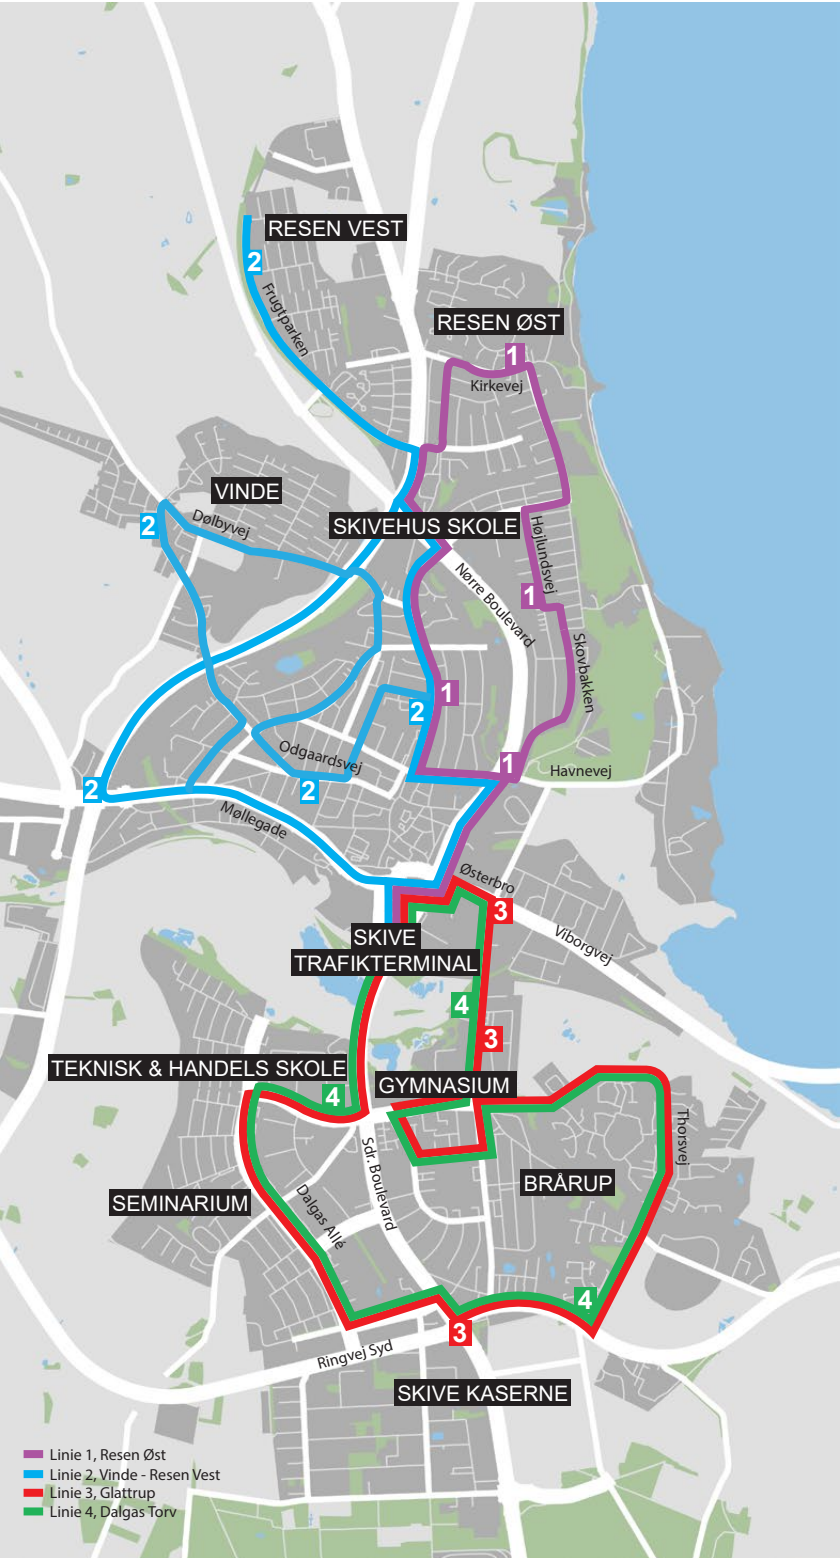 RESEN VEST
2
Frugtparken
RESEN ØST
1
Kirkevej
VINDE
2
Dølbyvej
SKIVEHUS SKOLE
Højlundsvej
Nørre Boulevard
1
Skovbakken
1
2
Odgaardsvej
1
Havnevej
2
2
Møllegade
Østerbro
3
Viborgvej
SKIVE
TRAFIKTERMINAL
4
3
TEKNISK & HANDELS SKOLE
GYMNASIUM
4
Thorsvej
Sdr. Boulevard
BRÅRUP
SEMINARIUM
Dalgas Allé
4
3
Ringvej Syd
SKIVE KASERNE
Linie 1, Resen Øst
Linie 2, Vinde - Resen Vest
Linie 3, Glattrup
Linie 4, Dalgas Torv